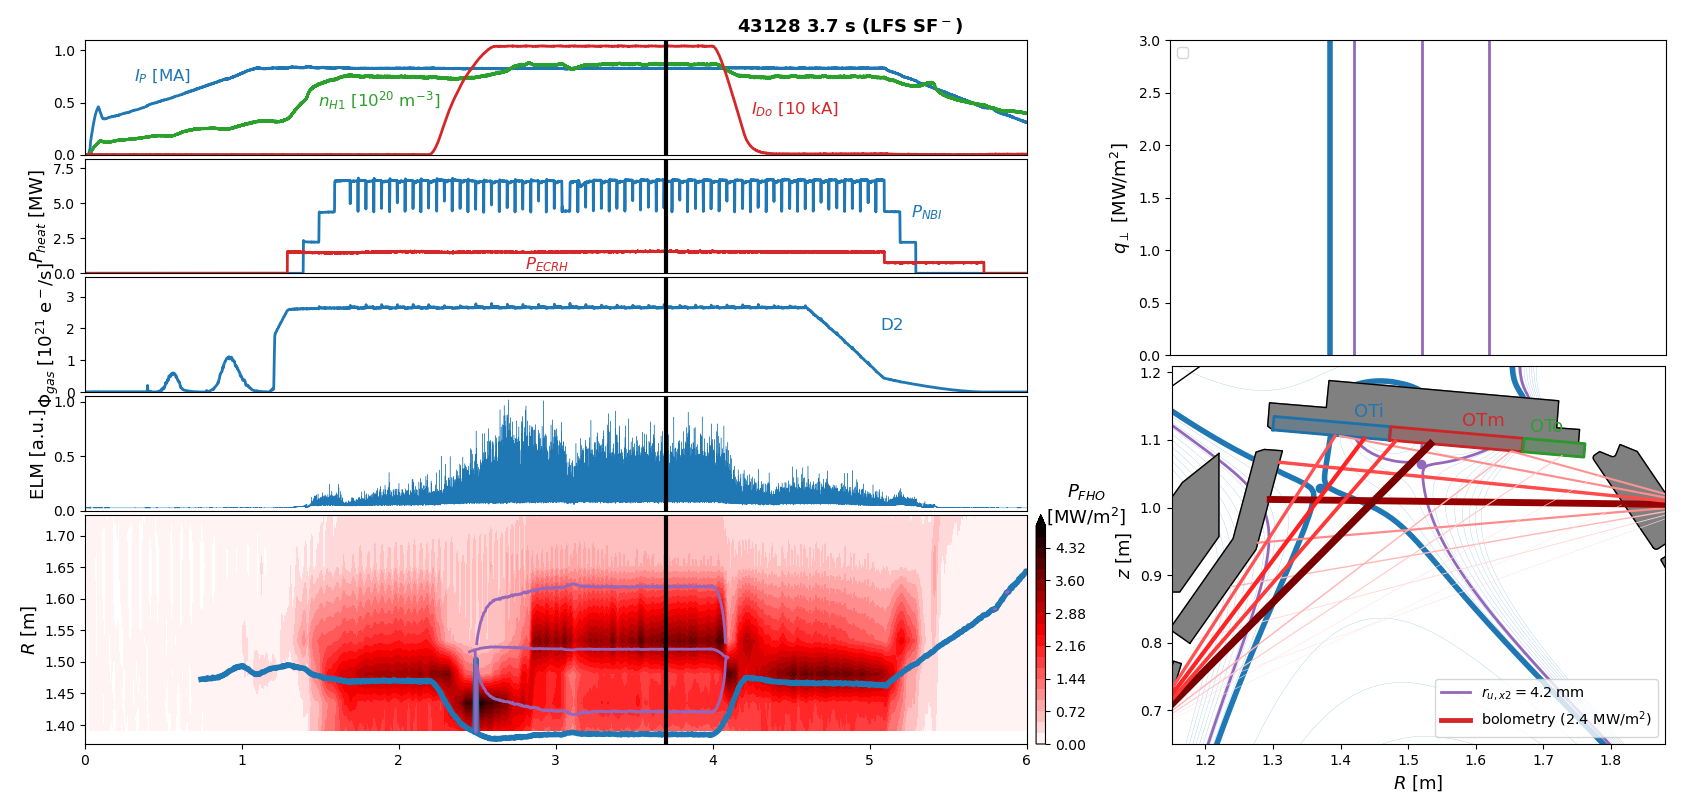 43128 3.7 s (LFS SF⁻)
1.0
0.5
0.0
I_P [MA]
n_H1 [10²⁰ m⁻³]
I_Do [10 kA]
P_heat [MW]
7.5
5.0
2.5
0.0
P_NBI
P_ECRH
Φ_gas [10²¹ e⁻/s]
3
2
1
0
D2
ELM [a.u.]
1.0
0.5
0.0
R [m]
1.70
1.65
1.60
1.55
1.50
1.45
1.40
0 1 2 3 4 5 6
P_FHO
[MW/m²]
4.32
3.60
2.88
2.16
1.44
0.72
0.00
q_⊥ [MW/m²]
3.0
2.5
2.0
1.5
1.0
0.5
0.0
z [m]
1.2
1.1
1.0
0.9
0.8
0.7
OTi
OTm
OTo
r_u,x2 = 4.2 mm
bolometry (2.4 MW/m²)
1.2 1.3 1.4 1.5 1.6 1.7 1.8
R [m]